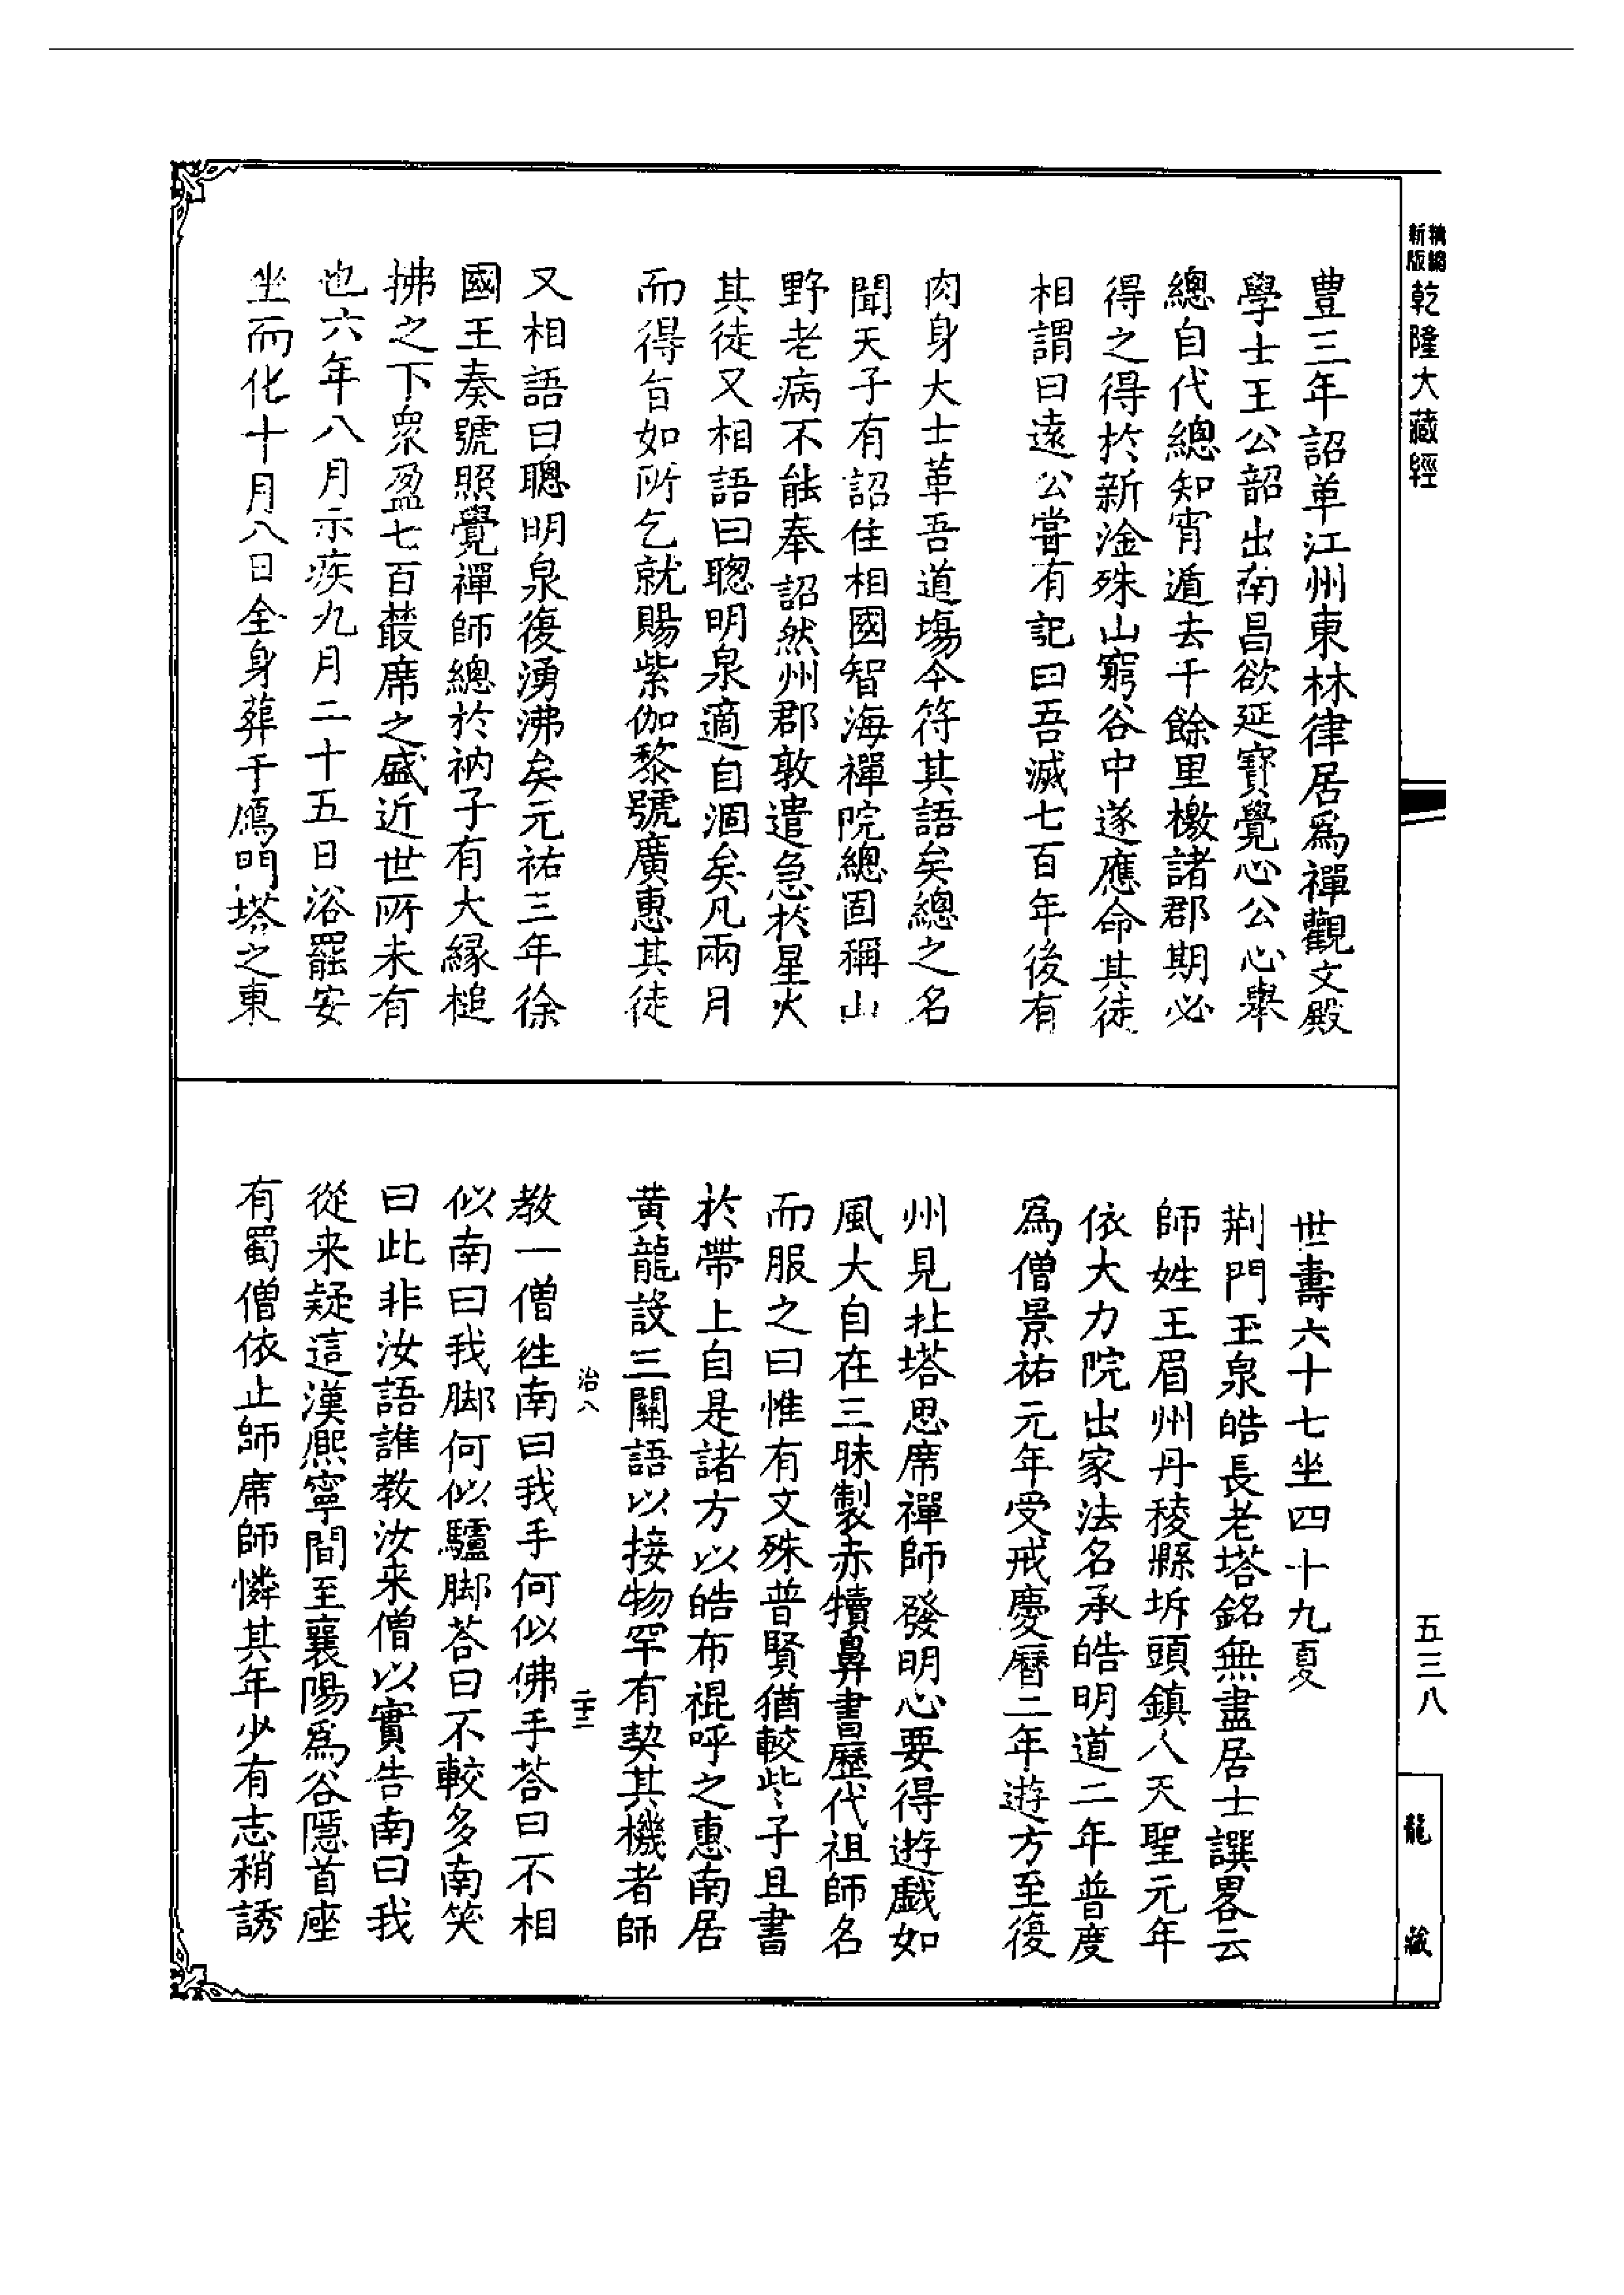 精縮
新版
乾隆大藏經
豊三年詔革江州東林律居爲禪觀文殿
學士王公韶出南昌欲延寶覺心公心舉
總自代總知宵遁去千餘里檄諸郡期必
得之得於新淦殊山窮谷中遂應命其徒
相謂曰遠公甞有記曰吾滅七百年後有
肉身大士革吾道塲今符其語矣總之名
聞天子有詔住相國智海禪院總固稱山
野老病不能奉詔然州郡敦遣急於星火
其徒又相語曰聰明泉適自涸矣凡兩月
而得旨如所乞就賜紫伽黎號廣惠其徒
又相語曰聰明泉復湧沸矣元祐三年徐
國王奏號照覺禪師總於衲子有大縁槌
拂之下衆盈七百叢席之盛近世所未有
也六年八月示疾九月二十五日浴罷安
坐而化十月八日全身葬于鴈門塔之東
世壽六十七坐四十九夏
荆門玉泉皓長老塔銘無盡居士譔畧云
師姓王眉州丹稜縣坼頭鎮人天聖元年
依大力院出家法名承皓明道二年普度
爲僧景祐元年受戒慶曆二年遊方至復
州見北塔思席禪師發明心要得遊戯如
風大自在三昧製赤犢鼻書歷代祖師名
而服之曰惟有文殊普賢猶較些子且書
於帶上自是諸方以皓布裩呼之惠南居
黄龍設三關語以接物罕有契其機者師
治八
二十三
教一僧徃南曰我手何似佛手荅曰不相
似南曰我脚何似驢脚荅曰不較多南笑
曰此非汝語誰教汝来僧以實告南曰我
從来疑這漢熈寧間至襄陽爲谷隱首座
有蜀僧依止師席師憐其年少有志稍誘
五三八
龍藏